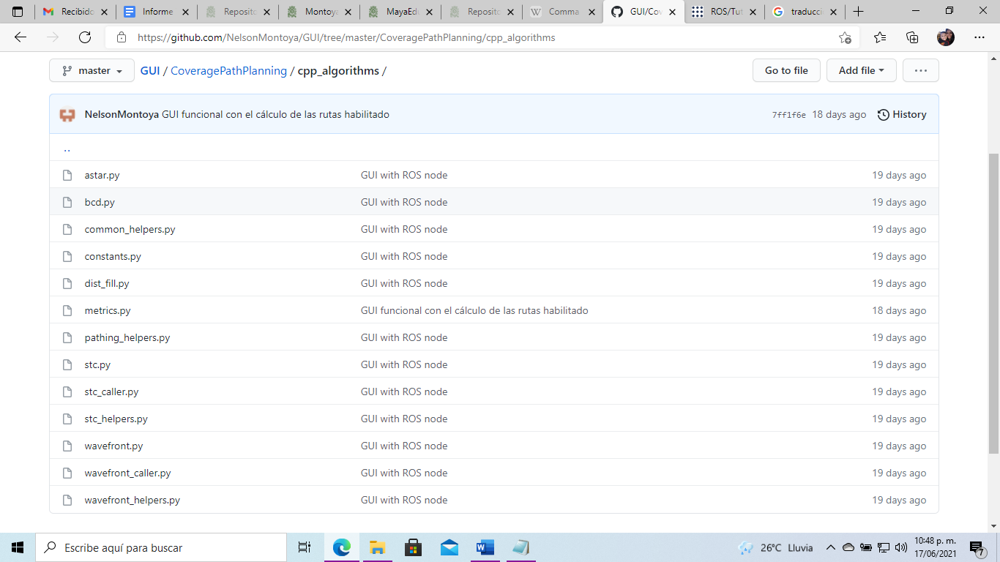 Recibido
Informe
Reposito
Montoya
MayaEdu
Reposito
Comma
GUI/Cov
ROS/Tut
traducció
https://github.com/NelsonMontoya/GUI/tree/master/CoveragePathPlanning/cpp_algorithms
master
GUI / CoveragePathPlanning / cpp_algorithms /
Go to file
Add file
NelsonMontoya GUI funcional con el cálculo de las rutas habilitado
7ff1f6e 18 days ago
History
..
astar.py GUI with ROS node 19 days ago
bcd.py GUI with ROS node 19 days ago
common_helpers.py GUI with ROS node 19 days ago
constants.py GUI with ROS node 19 days ago
dist_fill.py GUI with ROS node 19 days ago
metrics.py GUI funcional con el cálculo de las rutas habilitado 18 days ago
pathing_helpers.py GUI with ROS node 19 days ago
stc.py GUI with ROS node 19 days ago
stc_caller.py GUI with ROS node 19 days ago
stc_helpers.py GUI with ROS node 19 days ago
wavefront.py GUI with ROS node 19 days ago
wavefront_caller.py GUI with ROS node 19 days ago
wavefront_helpers.py GUI with ROS node 19 days ago
Escribe aquí para buscar
26°C Lluvia
10:48 p. m.
17/06/2021
7